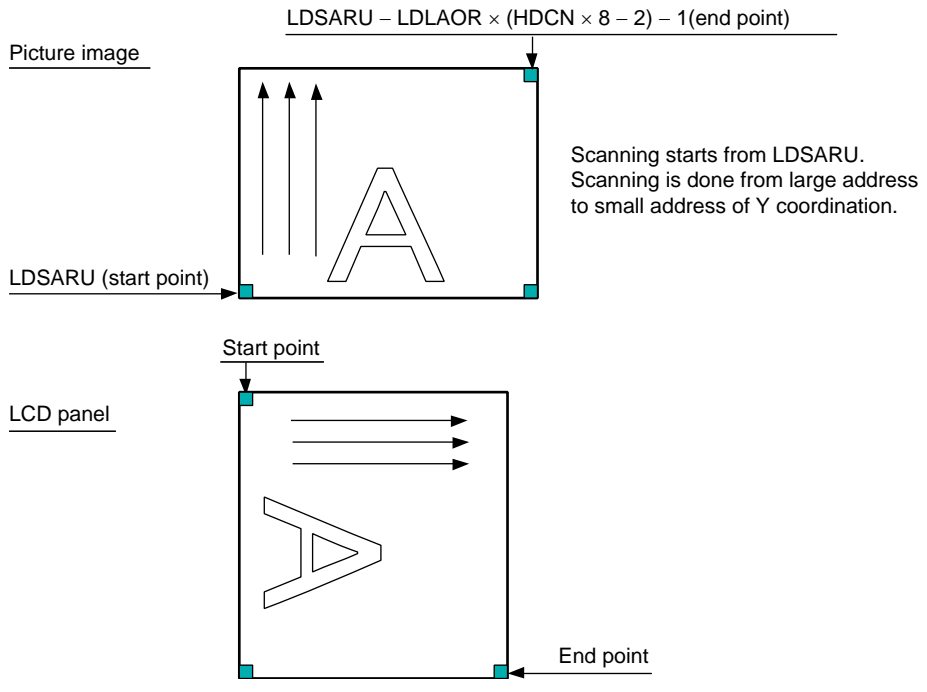 LDSARU – LDLAOR × (HDCN × 8 – 2) – 1(end point)
Picture image
Scanning starts from LDSARU.
Scanning is done from large address
to small address of Y coordination.
A
LDSARU (start point)
Start point
LCD panel
A
End point